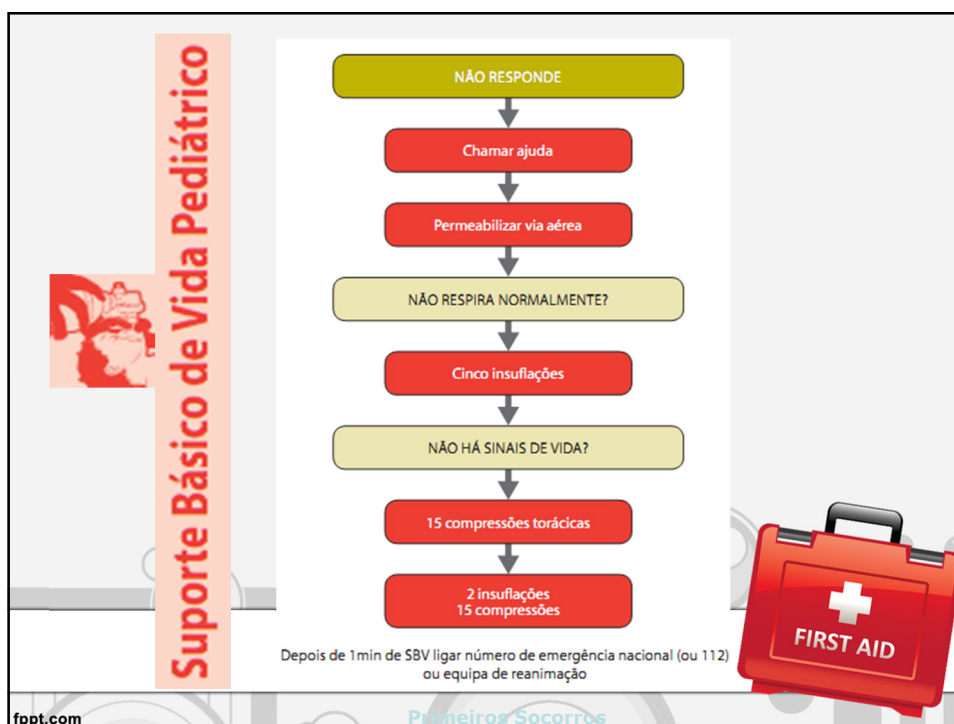 Suporte Básico de Vida Pediátrico
NÃO RESPONDE
Chamar ajuda
Permeabilizar via aérea
NÃO RESPIRA NORMALMENTE?
Cinco insuflações
NÃO HÁ SINAIS DE VIDA?
15 compressões torácicas
2 insuflações
15 compressões
Depois de 1min de SBV ligar número de emergência nacional (ou 112)
ou equipa de reanimação
FIRST AID
fppt.com
Primeiros Socorros